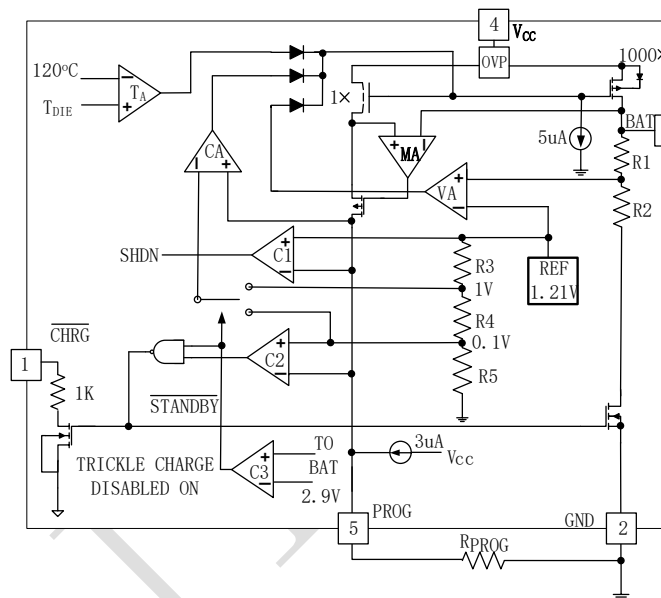 4
VCC
120°C
TA
TDIE
OVP
1000×
1×
5uA
BAT
CA
MA
R1
VA
R2
SHDN
C1
R3
REF
1.21V
1V
R4
CHRG
1
C2
0.1V
1K
R5
STANDBY
TO
BAT
3uA
VCC
TRICKLE CHARGE
DISABLED ON
C3
2.9V
5
PROG
GND
2
RPROG